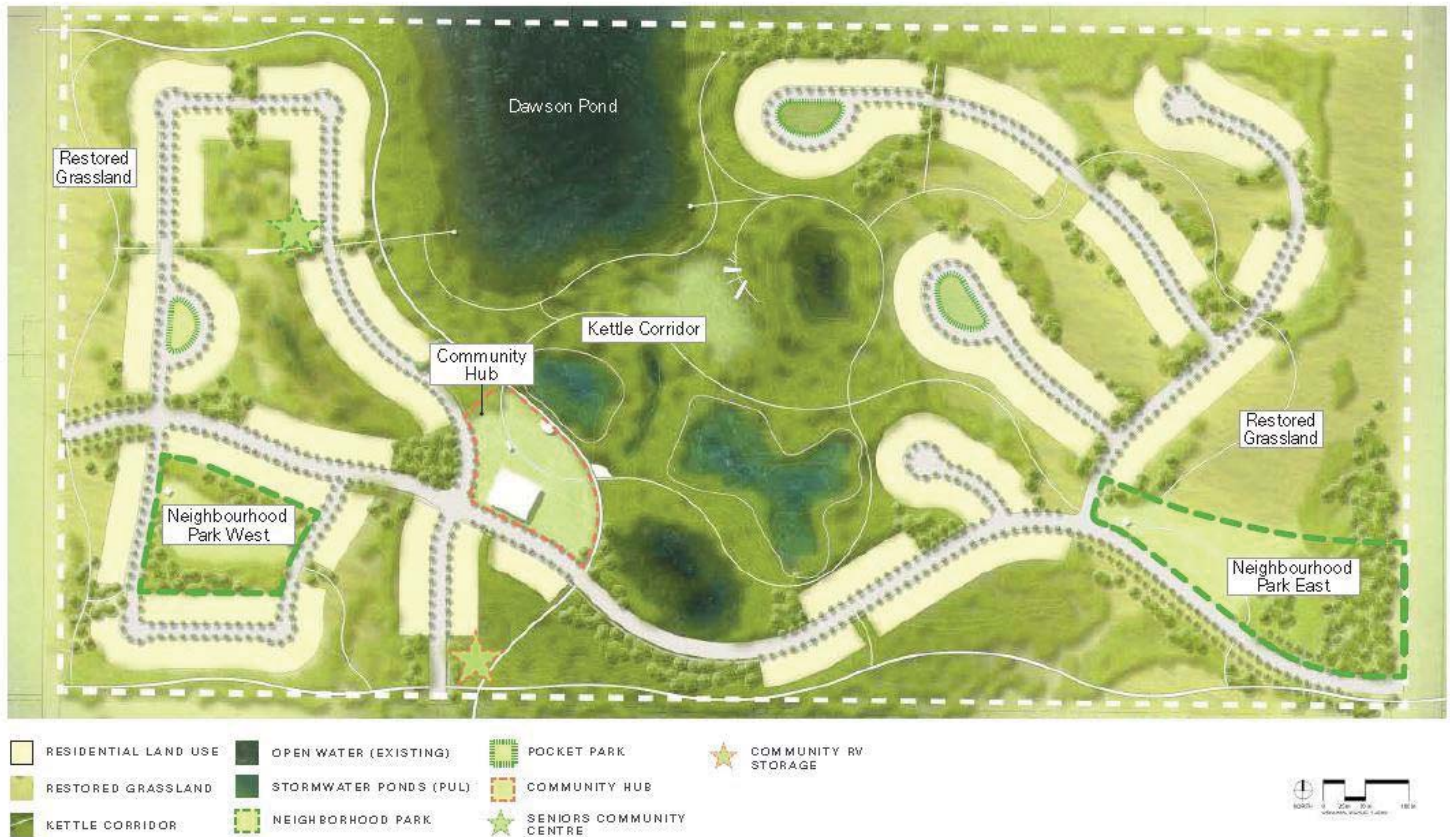 Dawson Pond
Restored
Grassland
Kettle Corridor
Community
Hub
Restored
Grassland
Neighbourhood
Park West
Neighbourhood
Park East
RESIDENTIAL LAND USE
RESTORED GRASSLAND
KETTLE CORRIDOR
OPEN WATER (EXISTING)
STORMWATER PONDS (PUL)
NEIGHBORHOOD PARK
POCKET PARK
COMMUNITY HUB
SENIORS COMMUNITY
CENTRE
COMMUNITY RV
STORAGE
NORTH